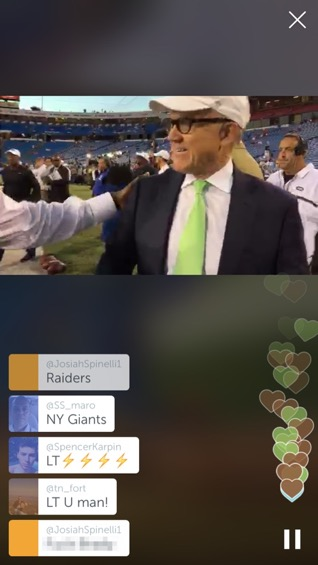 @JosiahSpinelli1
Raiders
@SS_maro
NY Giants
@SpencerKarpin
LT⚡⚡⚡⚡
@tn_fort
LT U man!
@JosiahSpinelli1